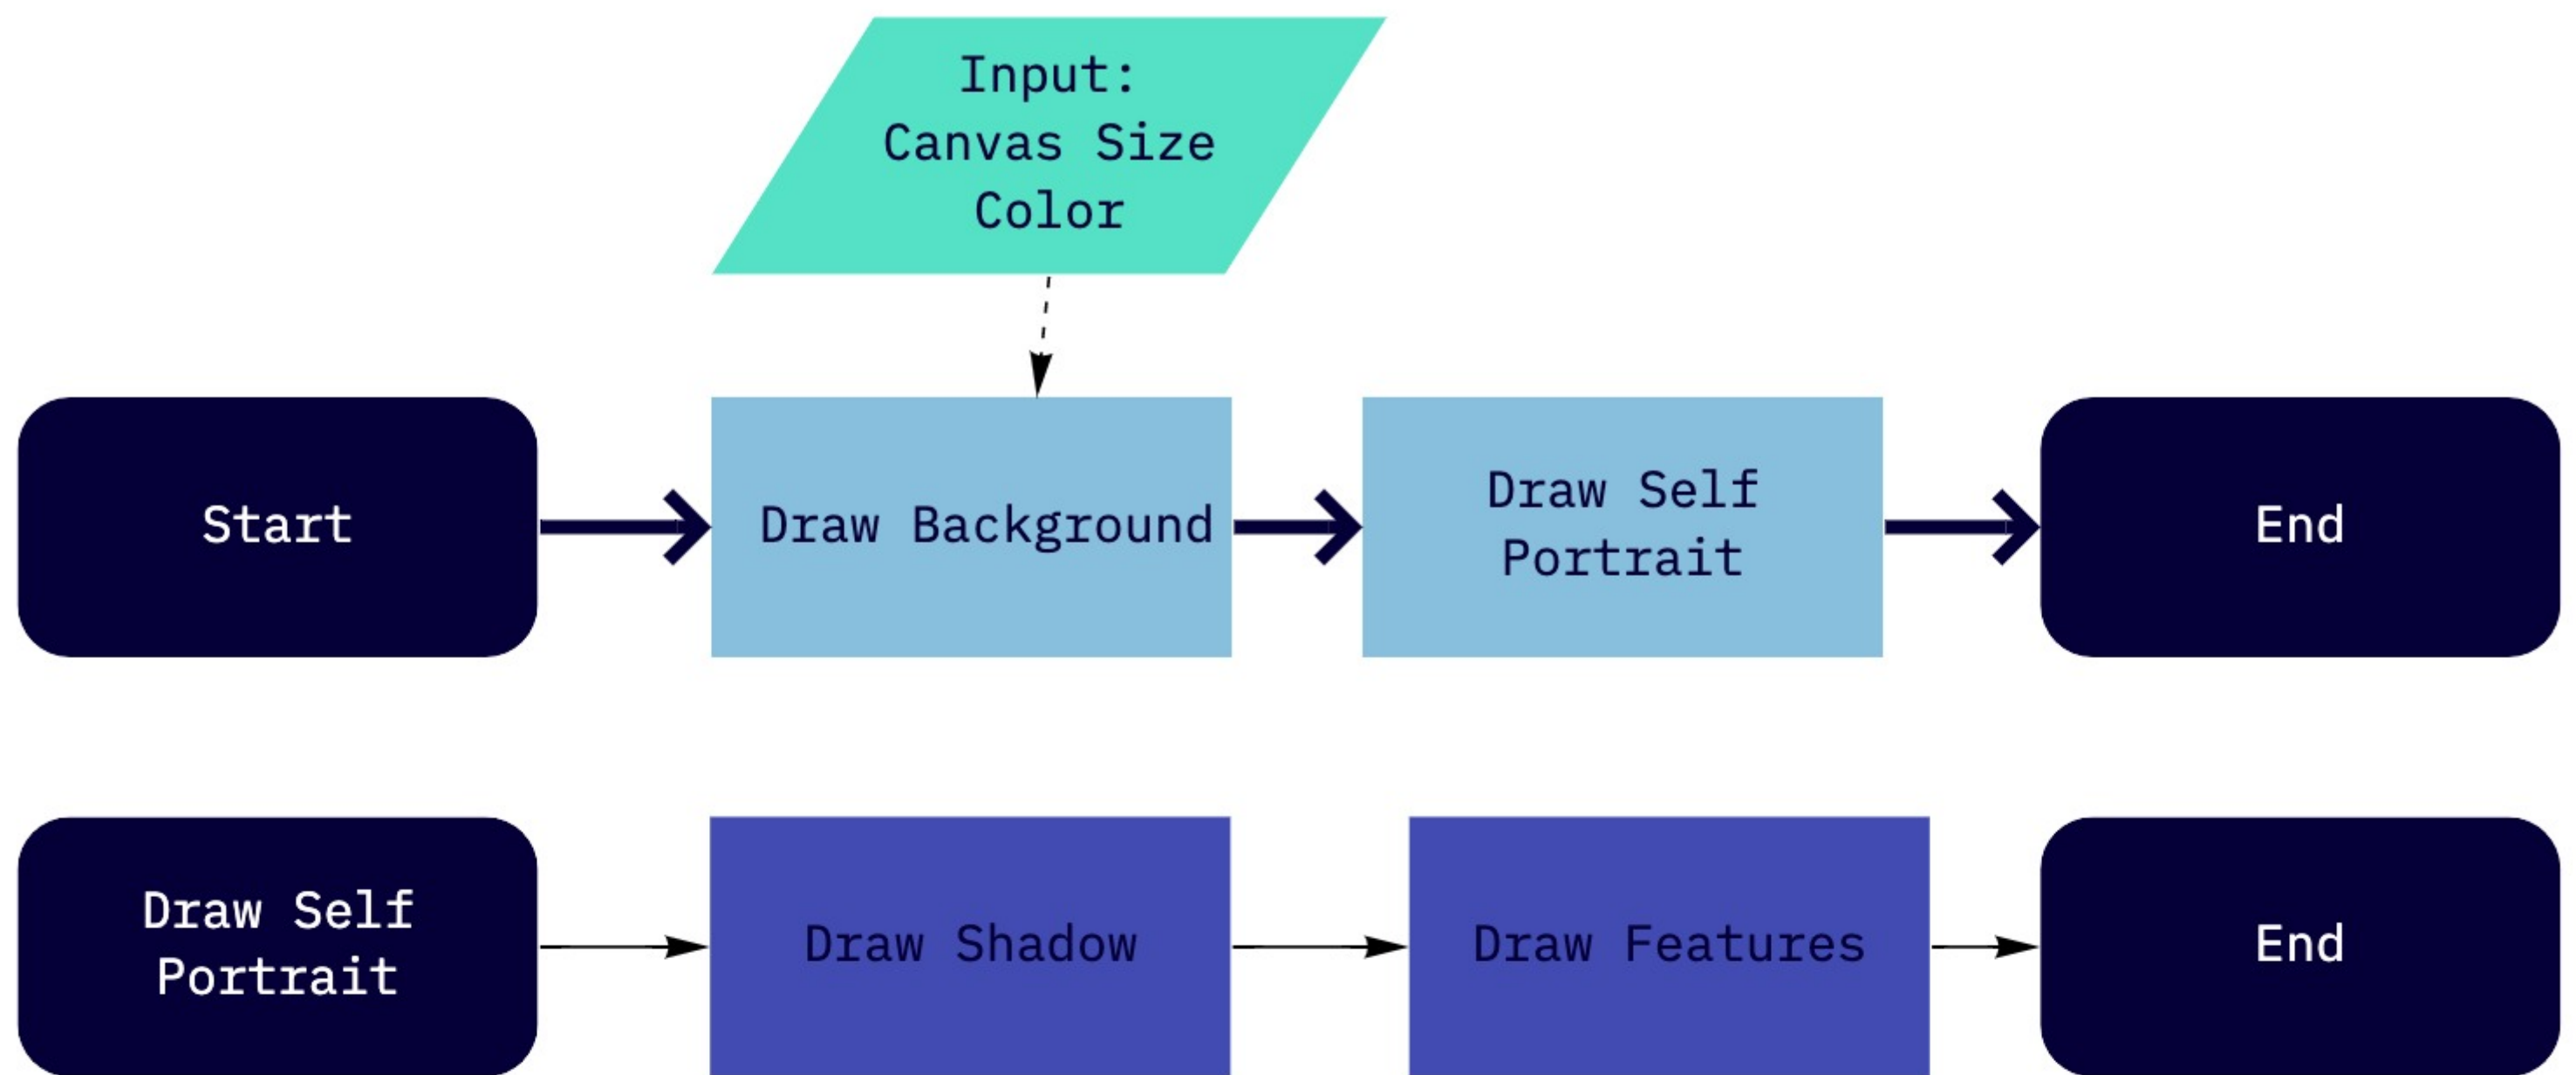 Input:
Canvas Size
Color
Start
Draw Background
Draw Self
Portrait
End
Draw Self
Portrait
Draw Shadow
Draw Features
End